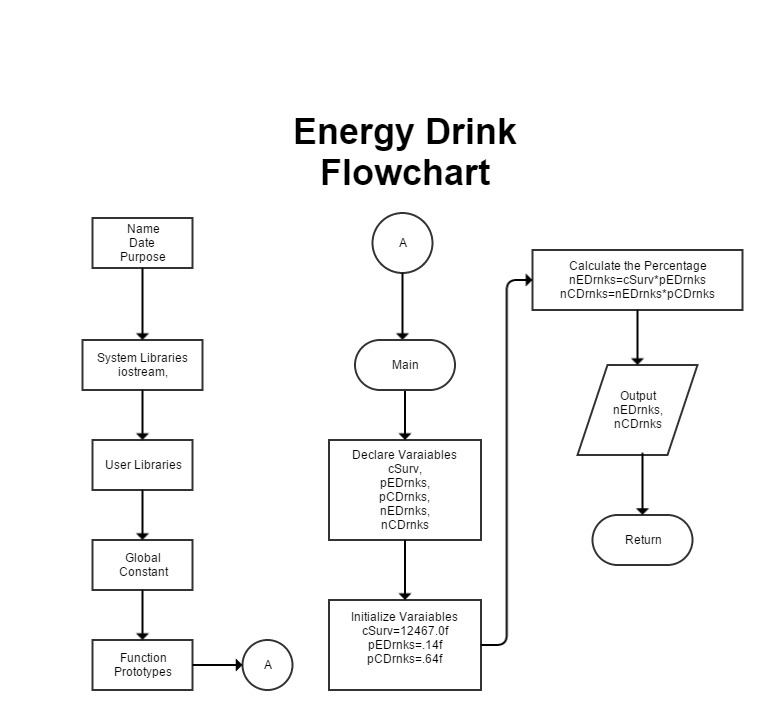 Energy Drink
Flowchart
Name
Date
Purpose
System Libraries
iostream,
User Libraries
Global
Constant
Function
Prototypes
A
A
Main
Declare Varaiables
cSurv,
pEDrnks,
pCDrnks,
nEDrnks,
nCDrnks
Initialize Varaiables
cSurv=12467.0f
pEDrnks=.14f
pCDrnks=.64f
Calculate the Percentage
nEDrnks=cSurv*pEDrnks
nCDrnks=nEDrnks*pCDrnks
Output
nEDrnks,
nCDrnks
Return